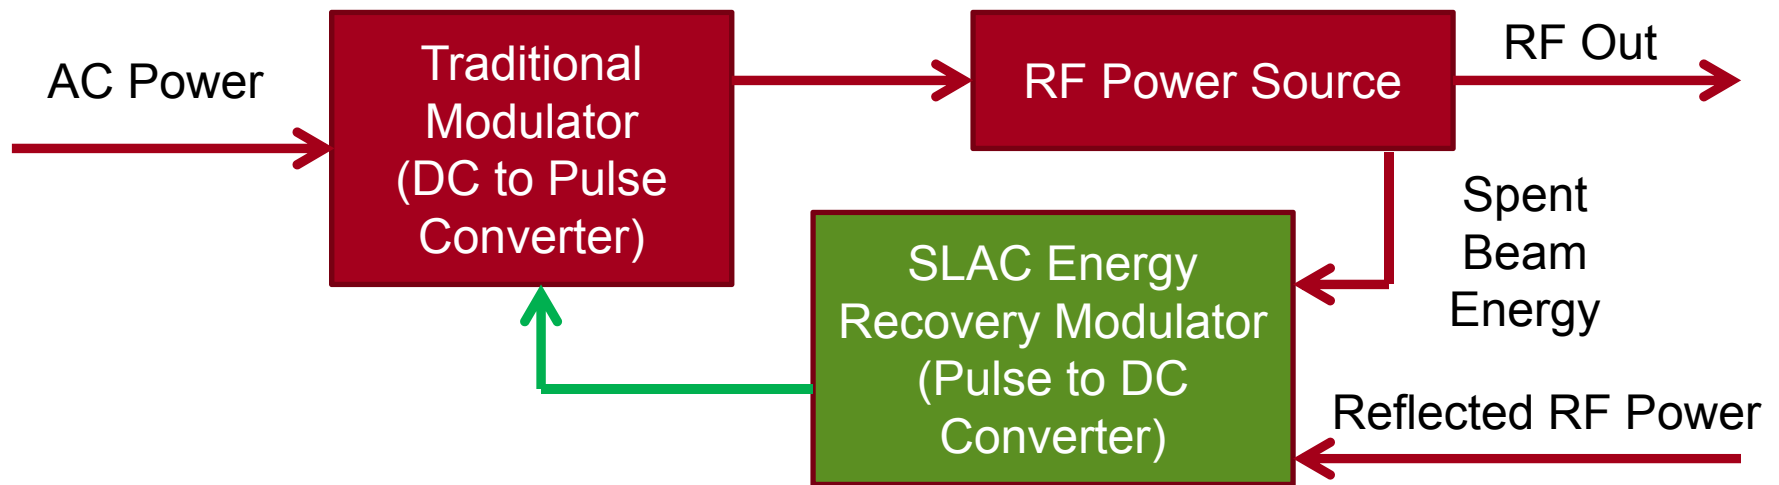 AC Power
Traditional
Modulator
(DC to Pulse
Converter)
RF Power Source
RF Out
Spent
Beam
Energy
SLAC Energy
Recovery Modulator
(Pulse to DC
Converter)
Reflected RF Power